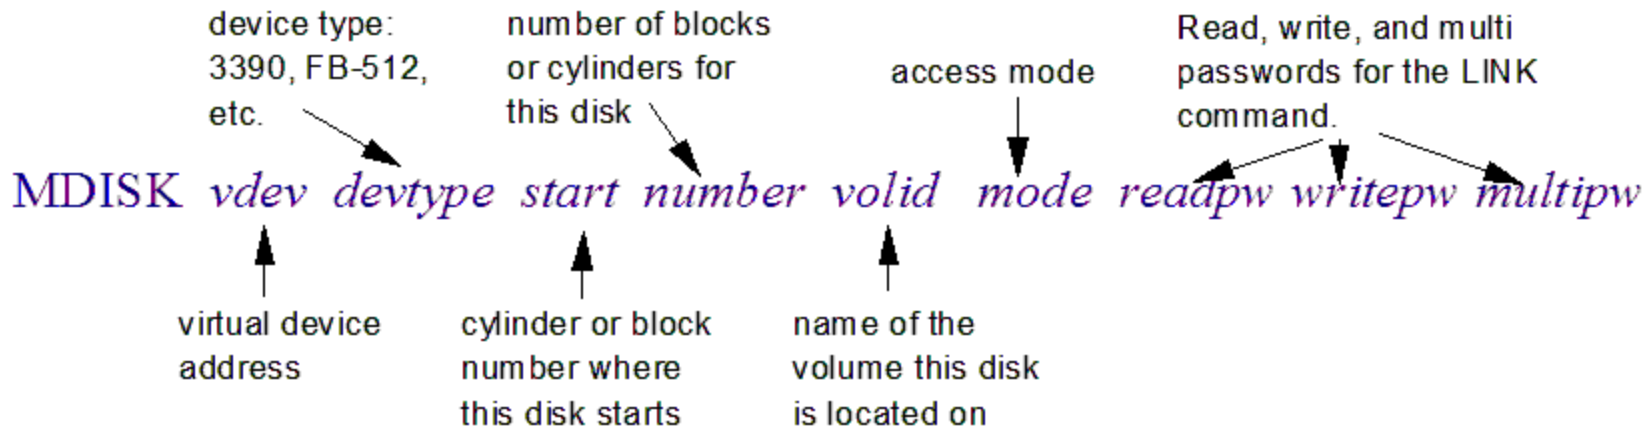 device type:
3390, FB-512,
etc.
number of blocks
or cylinders for
this disk
access mode
Read, write, and multi
passwords for the LINK
command.
MDISK vdev devtype start number volid mode readpw writepw multipw
virtual device
address
cylinder or block
number where
this disk starts
name of the
volume this disk
is located on